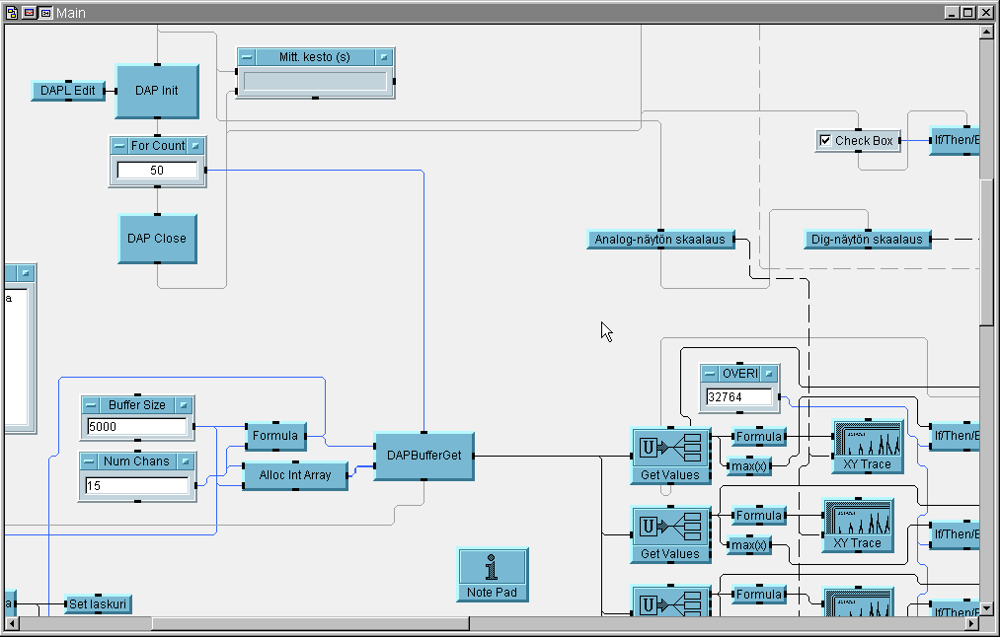 Main
Mitt. kesto (s)
DAPL Edit
DAP Init
For Count
50
Check Box
If/Then/E
DAP Close
Analog-näytön skaalaus
Dig-näytön skaalaus
a
OVERI
32764
Buffer Size
5000
Formula
Num Chans
15
Alloc Int Array
DAPBufferGet
U
Get Values
Formula
max(x)
XY Trace
If/Then/E
U
Get Values
Formula
max(x)
XY Trace
If/Then/E
i
Note Pad
a
Set laskuri
U
Formula
If/Then/E